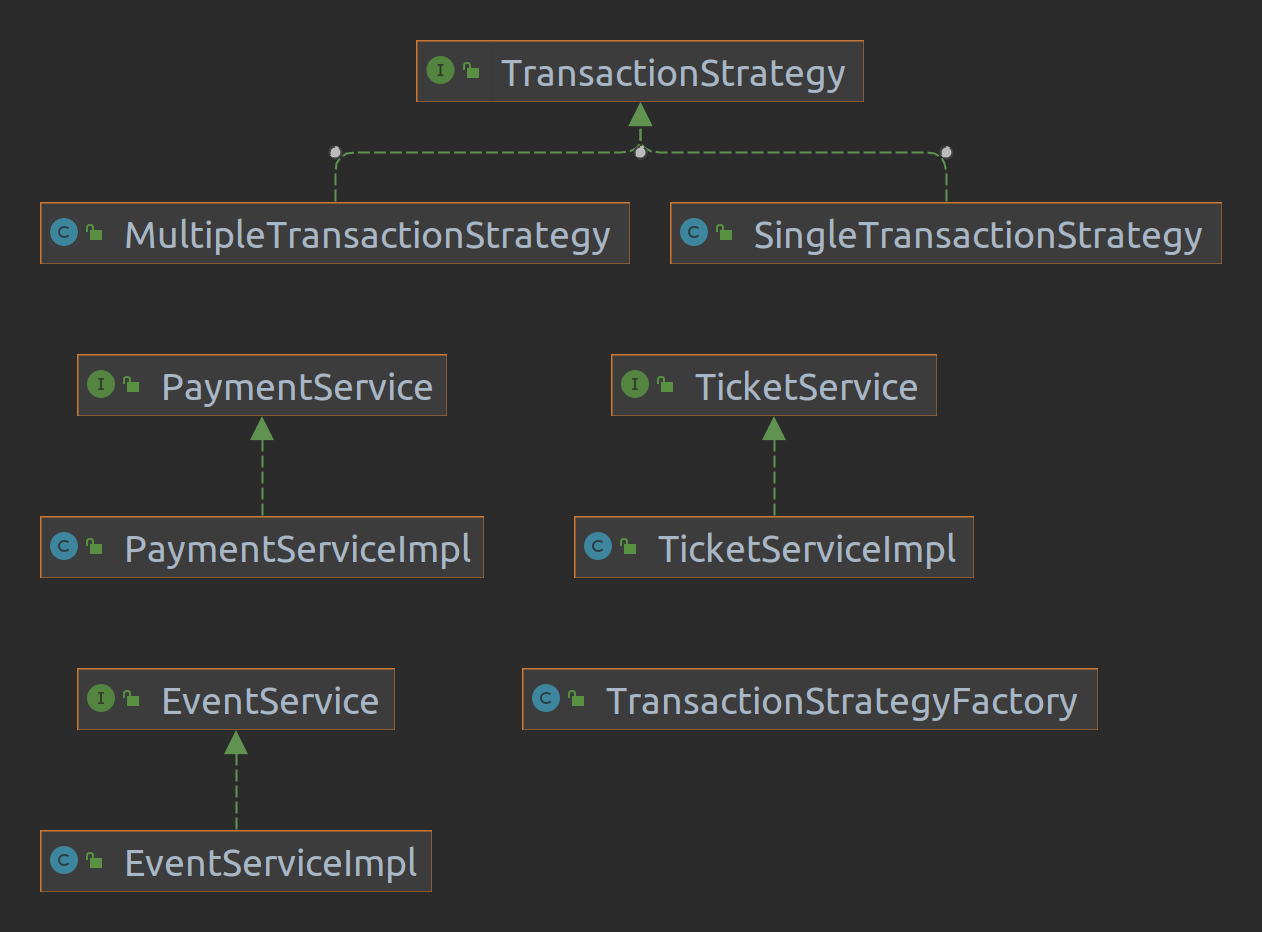 I TransactionStrategy
C MultipleTransactionStrategy
C SingleTransactionStrategy
I PaymentService
I TicketService
C PaymentServiceImpl
C TicketServiceImpl
I EventService
C TransactionStrategyFactory
C EventServiceImpl